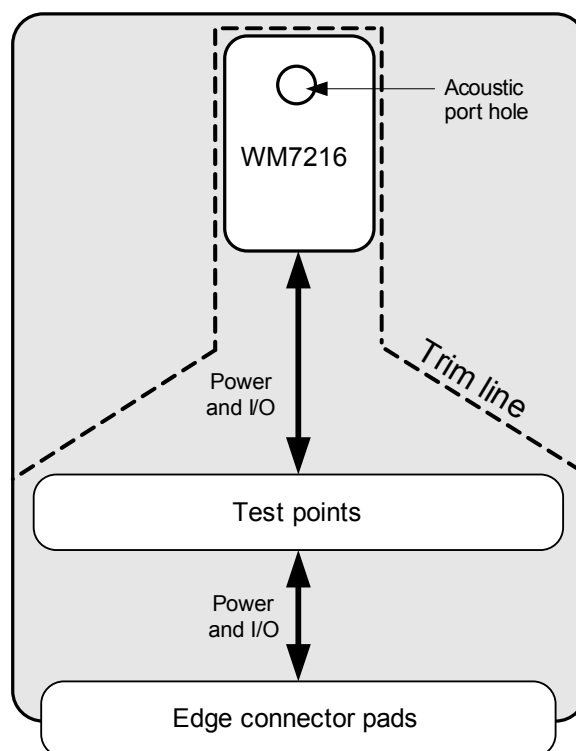 Acoustic
port hole
WM7216
Trim line
Power
and I/O
Test points
Power
and I/O
Edge connector pads